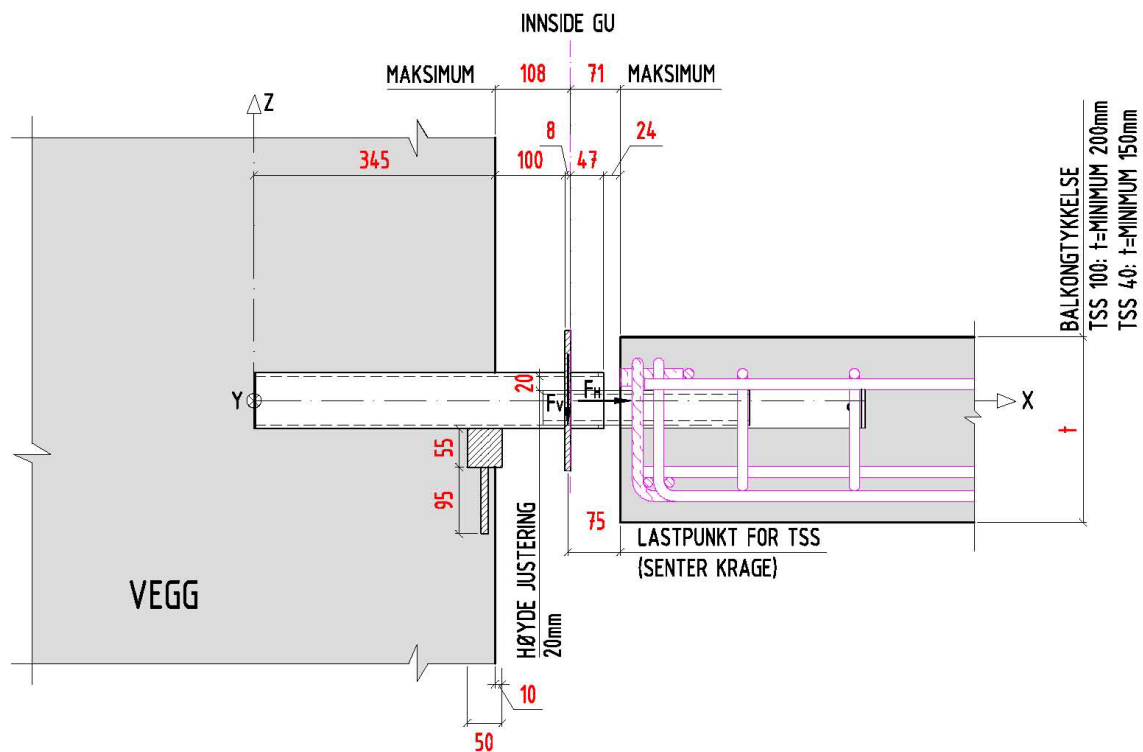 INNSIDE GU
MAKSIMUM 108 71 MAKSIMUM
Z
8 24
345 100 47
BALKONGTYKKELSE
TSS 100: t=MINIMUM 200mm
TSS 40: t=MINIMUM 150mm
20
Y FV FH X
55
95
t
75
LASTPUNKT FOR TSS
(SENTER KRAGE)
HØYDE JUSTERING
20mm
VEGG
10
50